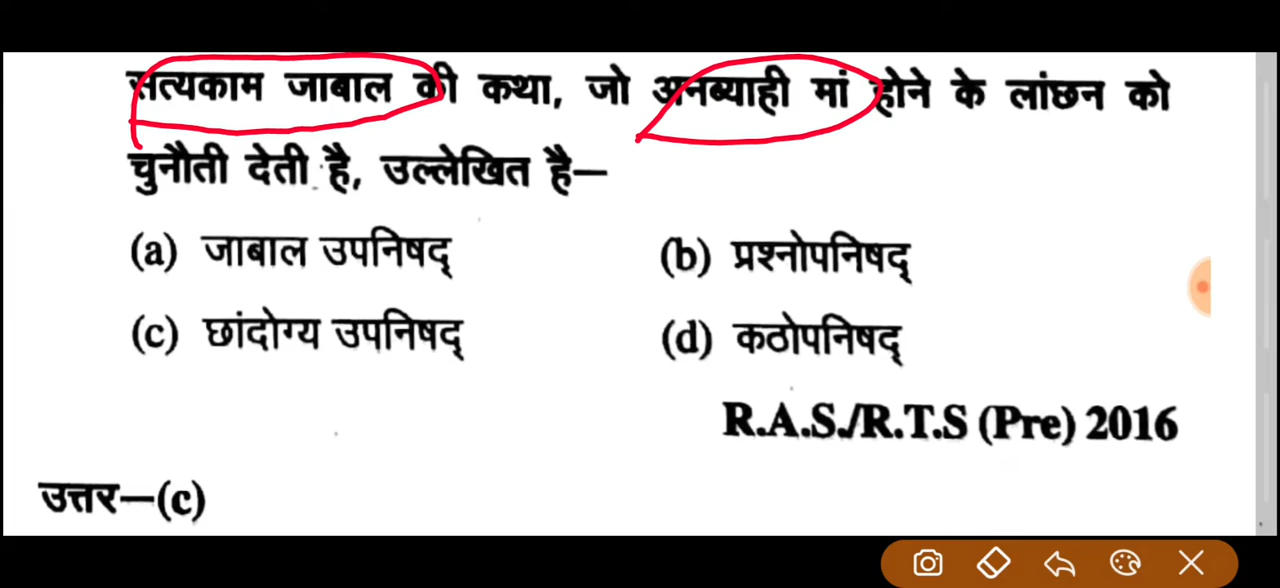 सत्यकाम जाबाल की कथा, जो अनब्याही मां होने के लांछन को
चुनौती देती है, उल्लेखित है—
(a) जाबाल उपनिषद् (b) प्रश्नोपनिषद्
(c) छांदोग्य उपनिषद् (d) कठोपनिषद्
R.A.S./R.T.S (Pre) 2016
उत्तर—(c)